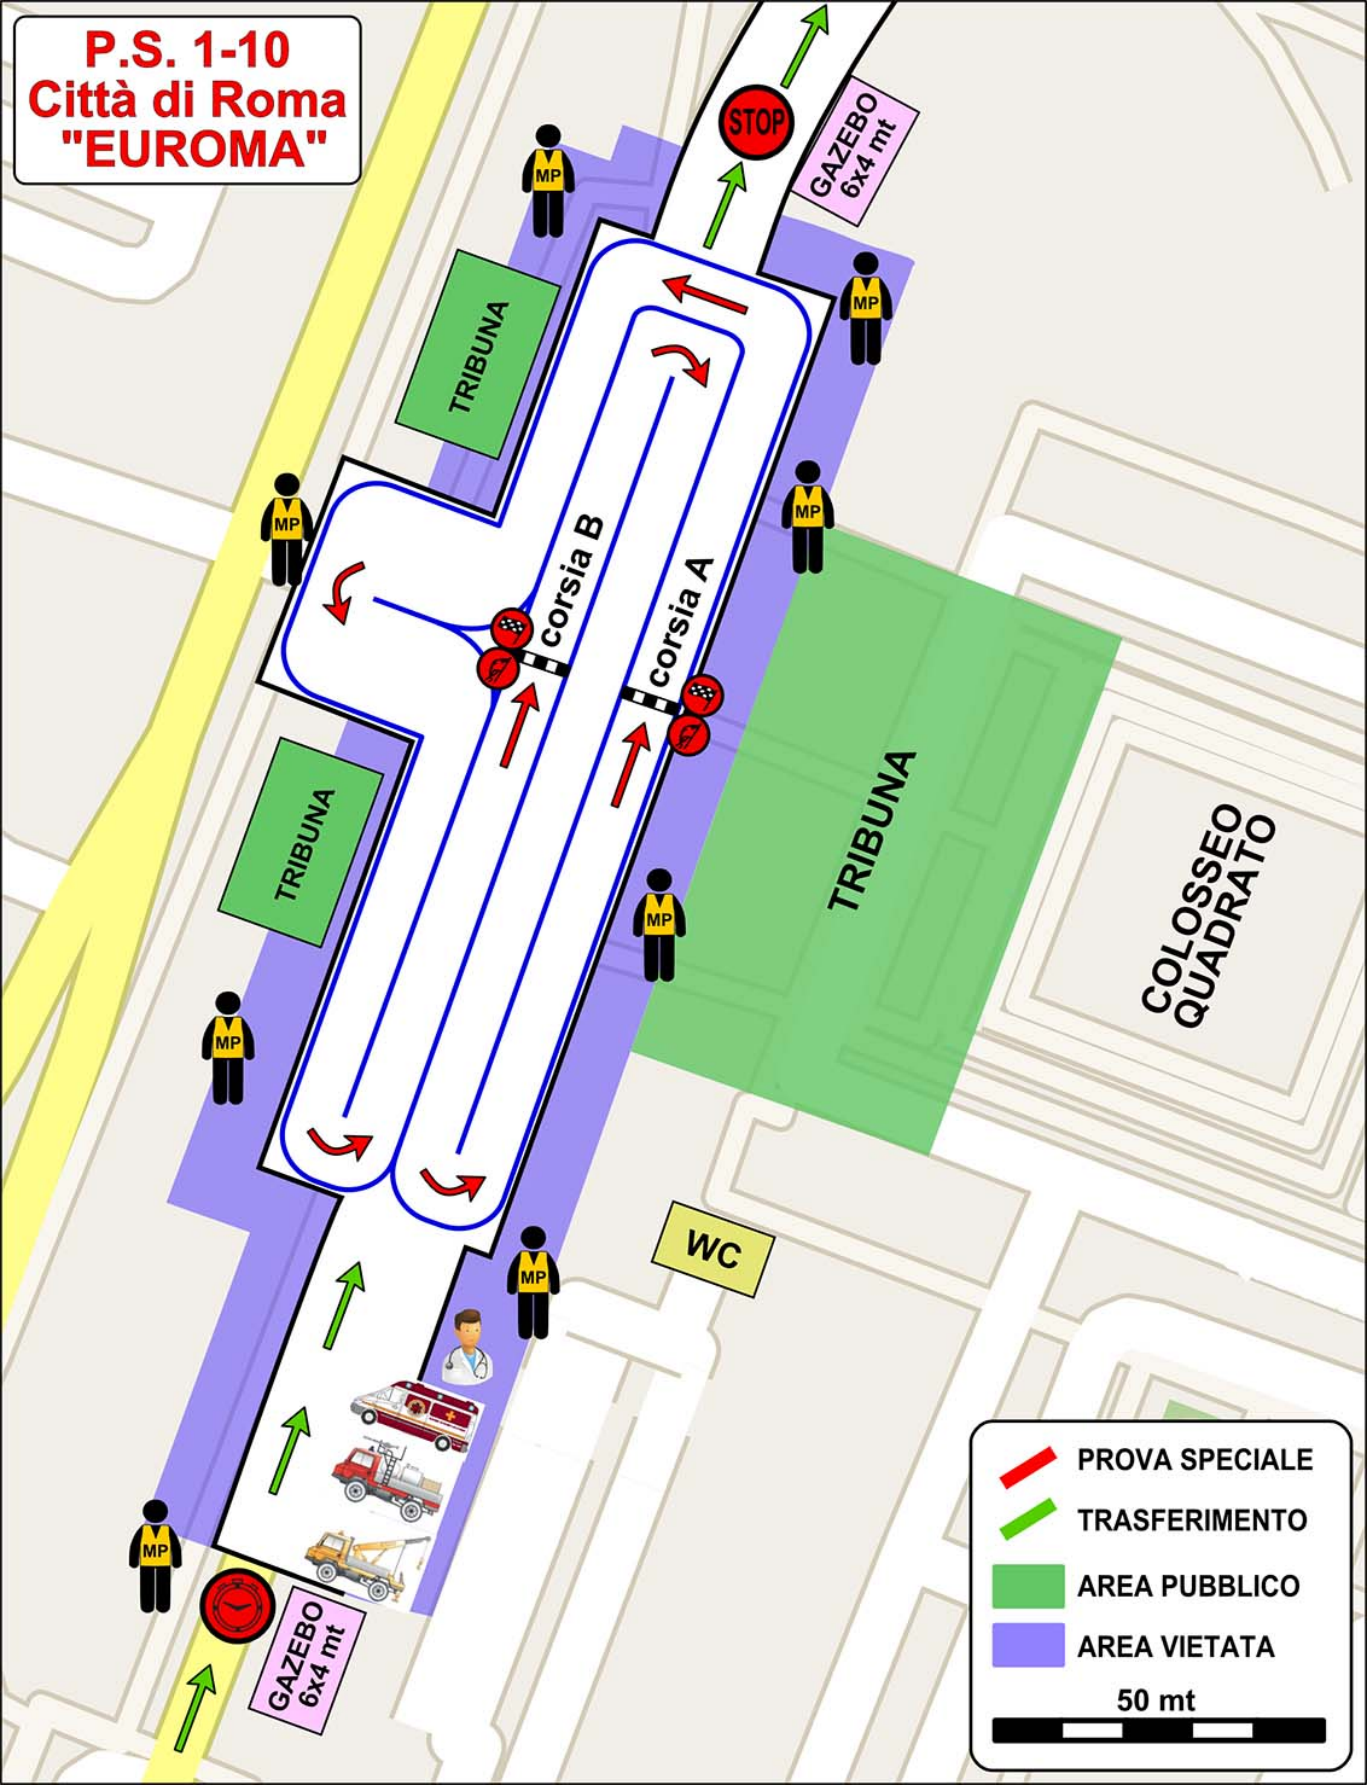 P.S. 1-10
Città di Roma
"EUROMA"
STOP
GAZEBO
6x4 mt
MP
MP
TRIBUNA
MP
MP
corsia B
corsia A
TRIBUNA
TRIBUNA
COLOSSEO
QUADRATO
MP
MP
WC
MP
MP
GAZEBO
6x4 mt
PROVA SPECIALE
TRASFERIMENTO
AREA PUBBLICO
AREA VIETATA
50 mt